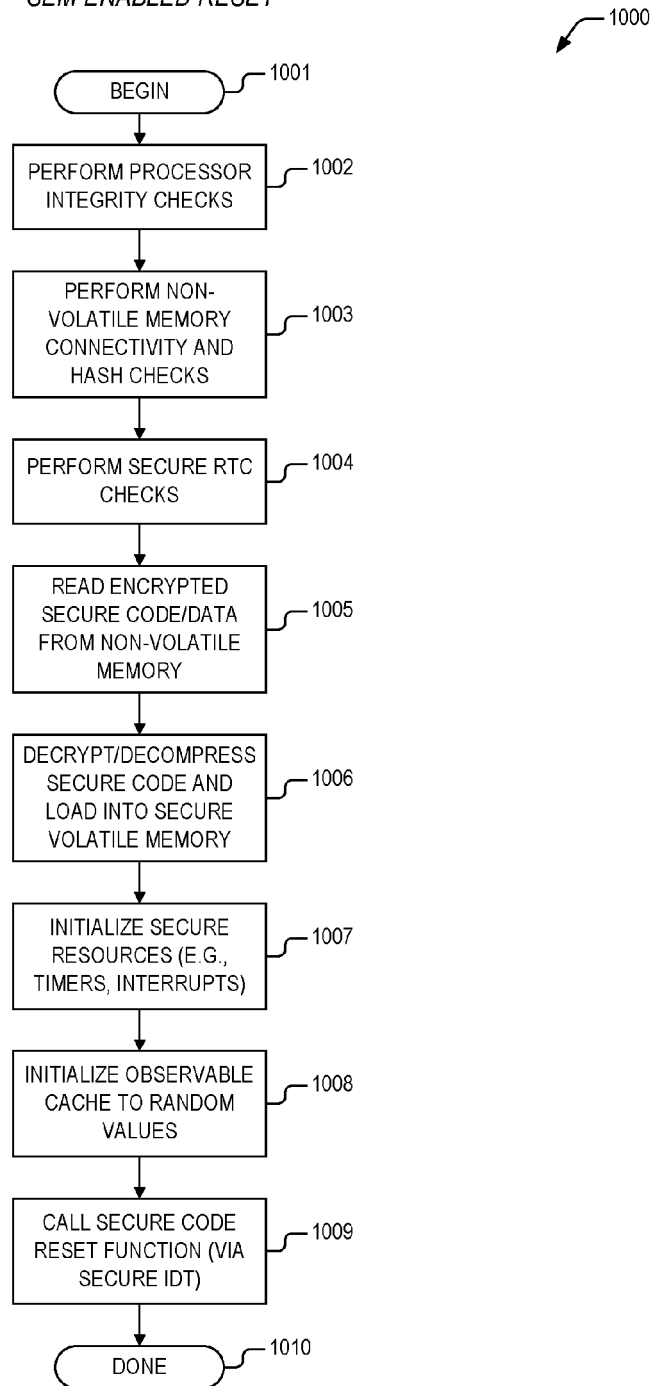 SEM-ENABLED RESET
1000
BEGIN
1001
PERFORM PROCESSOR
INTEGRITY CHECKS
1002
PERFORM NON-
VOLATILE MEMORY
CONNECTIVITY AND
HASH CHECKS
1003
PERFORM SECURE RTC
CHECKS
1004
READ ENCRYPTED
SECURE CODE/DATA
FROM NON-VOLATILE
MEMORY
1005
DECRYPT/DECOMPRESS
SECURE CODE AND
LOAD INTO SECURE
VOLATILE MEMORY
1006
INITIALIZE SECURE
RESOURCES (E.G.,
TIMERS, INTERRUPTS)
1007
INITIALIZE OBSERVABLE
CACHE TO RANDOM
VALUES
1008
CALL SECURE CODE
RESET FUNCTION (VIA
SECURE IDT)
1009
DONE
1010